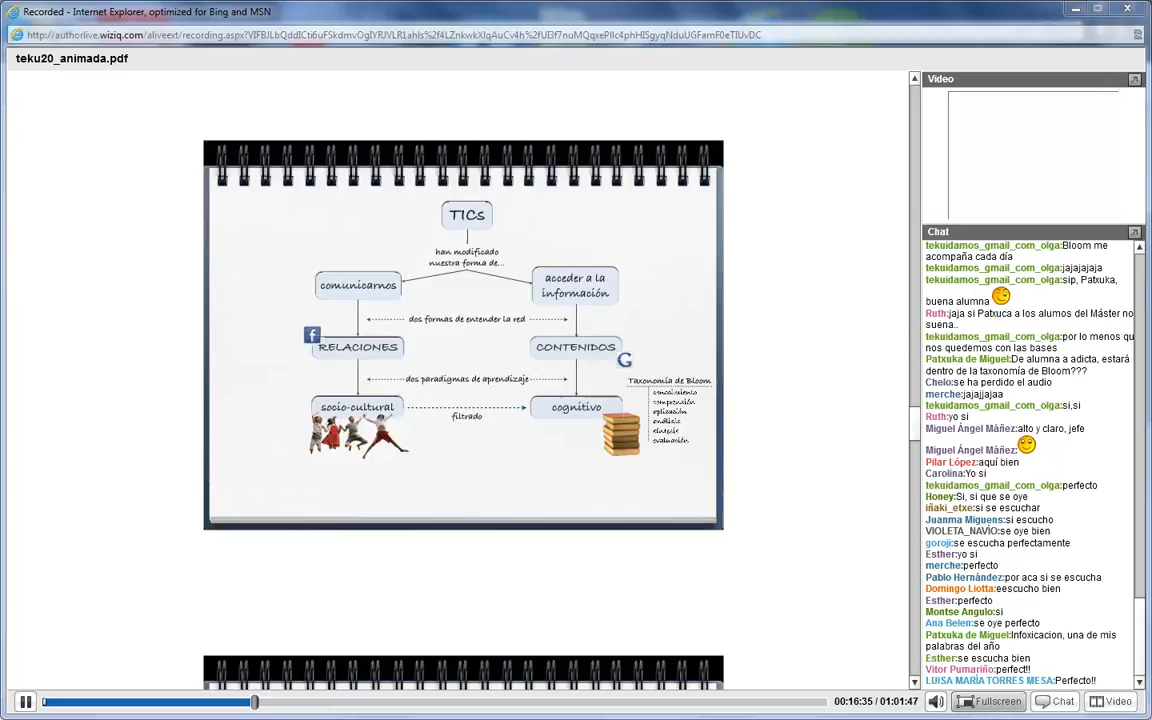 Recorded - Internet Explorer, optimized for Bing and MSN
teku20_animada.pdf
TICs
han modificado
nuestra forma de...
comunicarnos
acceder a la
información
dos formas de entender la red
f
RELACIONES
CONTENIDOS
G
dos paradigmas de aprendizaje
Taxonomía de Bloom
conocimiento
comprensión
aplicación
análisis
síntesis
evaluación
socio-cultural
filtrado
cognitivo
Video
Chat
tekuidamos_gmail_com_olga:Bloom me
acompaña cada día
tekuidamos_gmail_com_olga:jajajajaja
tekuidamos_gmail_com_olga:sip, Patxuka,
buena alumna
Ruth:jaja si Patxuca a los alumos del Máster no
suena..
tekuidamos_gmail_com_olga:por lo menos que
nos quedemos con las bases
Patxuka de Miguel:De alumna a adicta, estará
dentro de la taxonomía de Bloom???
Chelo:se ha perdido el audio
merche:jajajjajaa
tekuidamos_gmail_com_olga:si,si
Ruth:yo si
Miguel Ángel Máñez:alto y claro, jefe
Miguel Ángel Máñez:
Pilar López:aquí bien
Carolina:Yo si
tekuidamos_gmail_com_olga:perfecto
Honey:Si, si que se oye
iñaki_etxe:si se escuchar
Juanma Miguens:si escucho
VIOLETA_NAVÍO:se oye bien
goroji:se escucha perfectamente
Esther:yo si
merche:perfecto
Pablo Hernández:por aca si se escucha
Domingo Liotta:eescucho bien
Esther:perfecto
Montse Angulo:si
Ana Belen:se oye perfecto
Patxuka de Miguel:Infoxicacion, una de mis
palabras del año
Esther:se escucha bien
Vitor Pumariño:perfect!!
LUISA MARÍA TORRES MESA:Perfecto!!
00:16:35 / 01:01:47
Fullscreen
Chat
Video